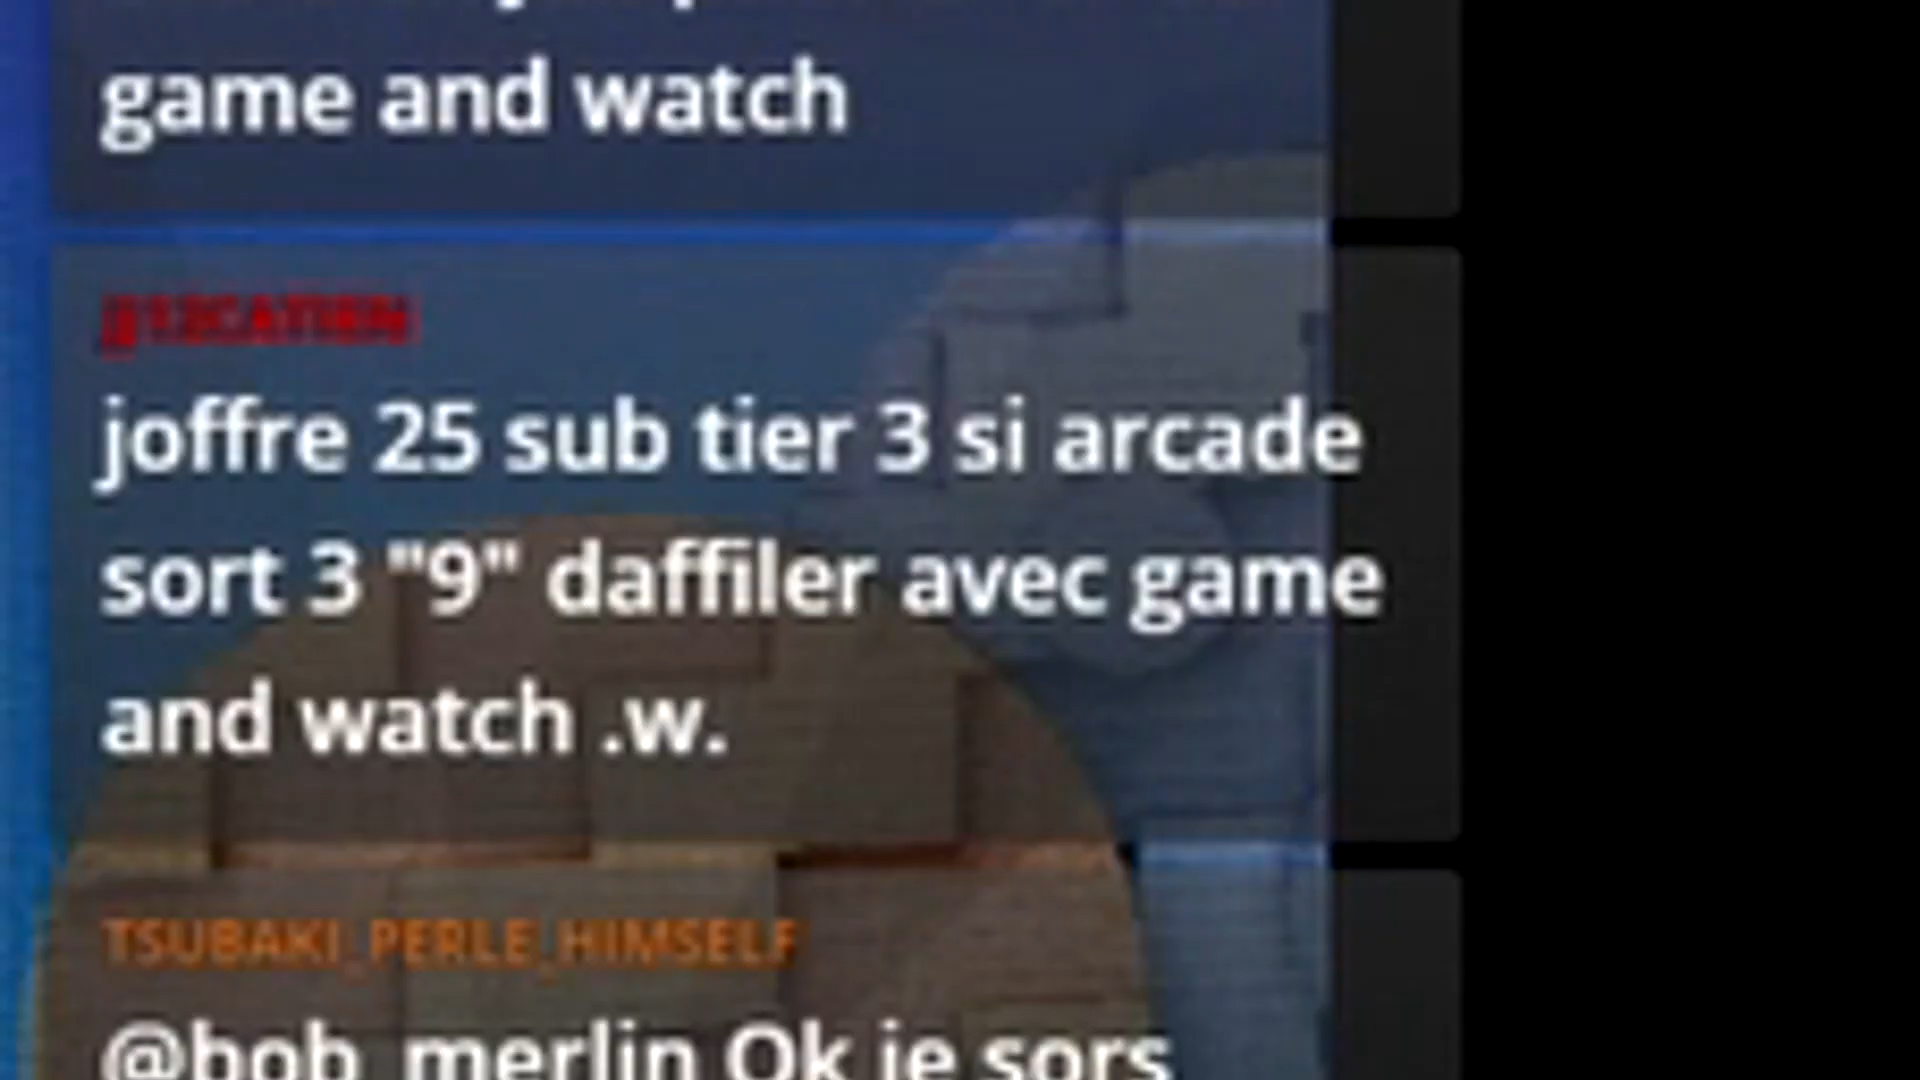 game and watch
joffre 25 sub tier 3 si arcade
sort 3 "9" daffiler avec game
and watch .w.
TSUBAKI_PERLE_HIMSELF
@bob_merlin Ok je sors